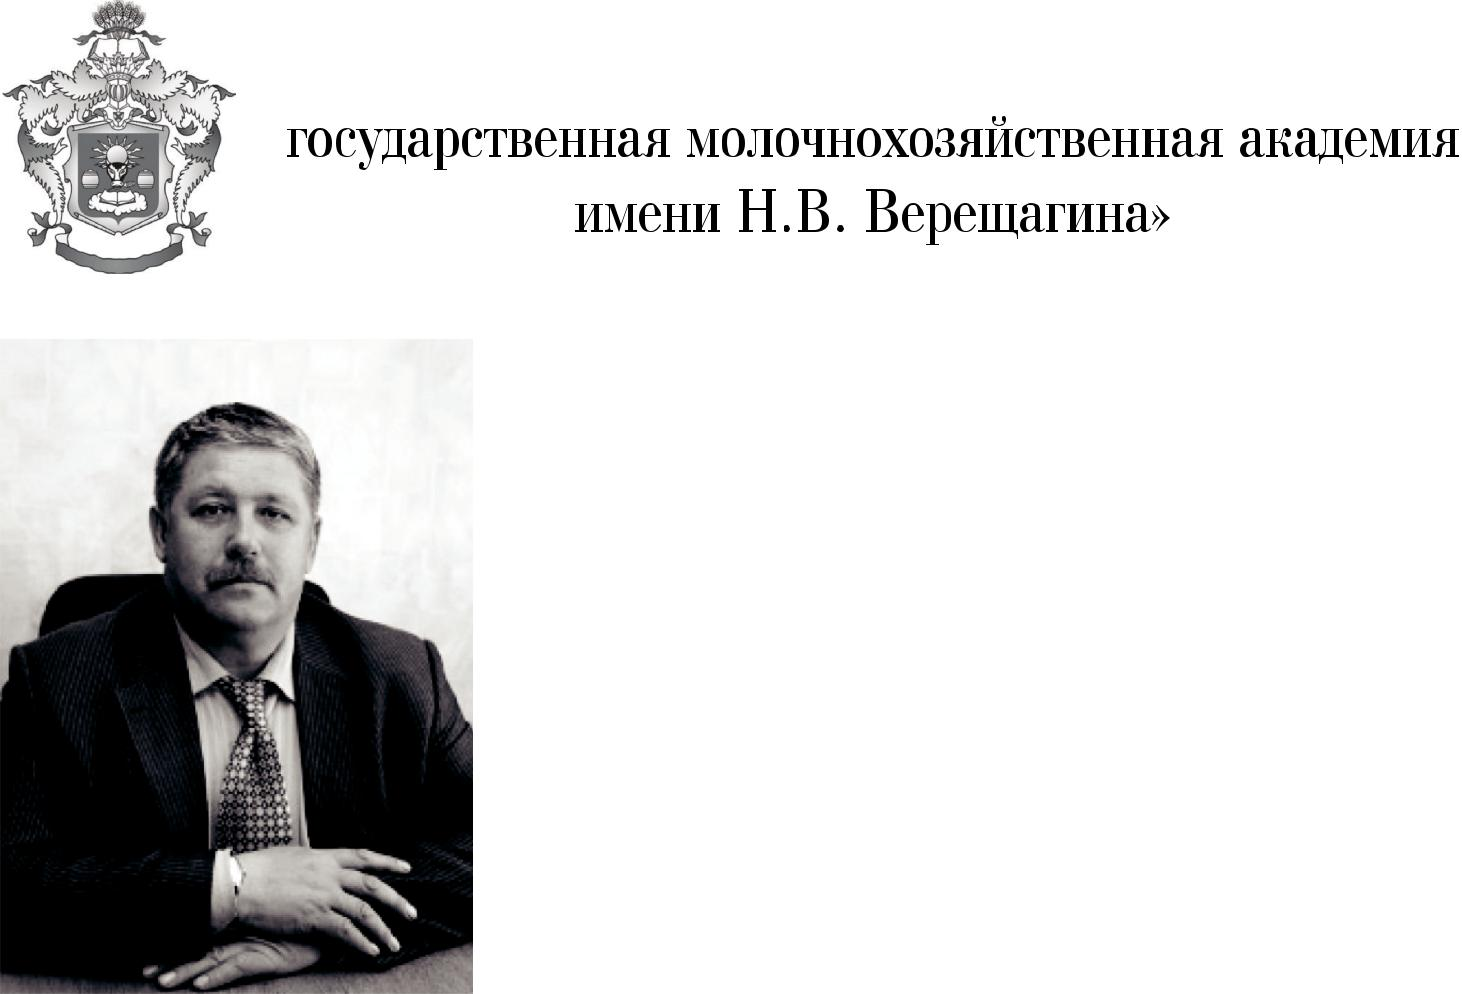 государственная молочнохозяйственная академия
имени Н.В. Верещагина»